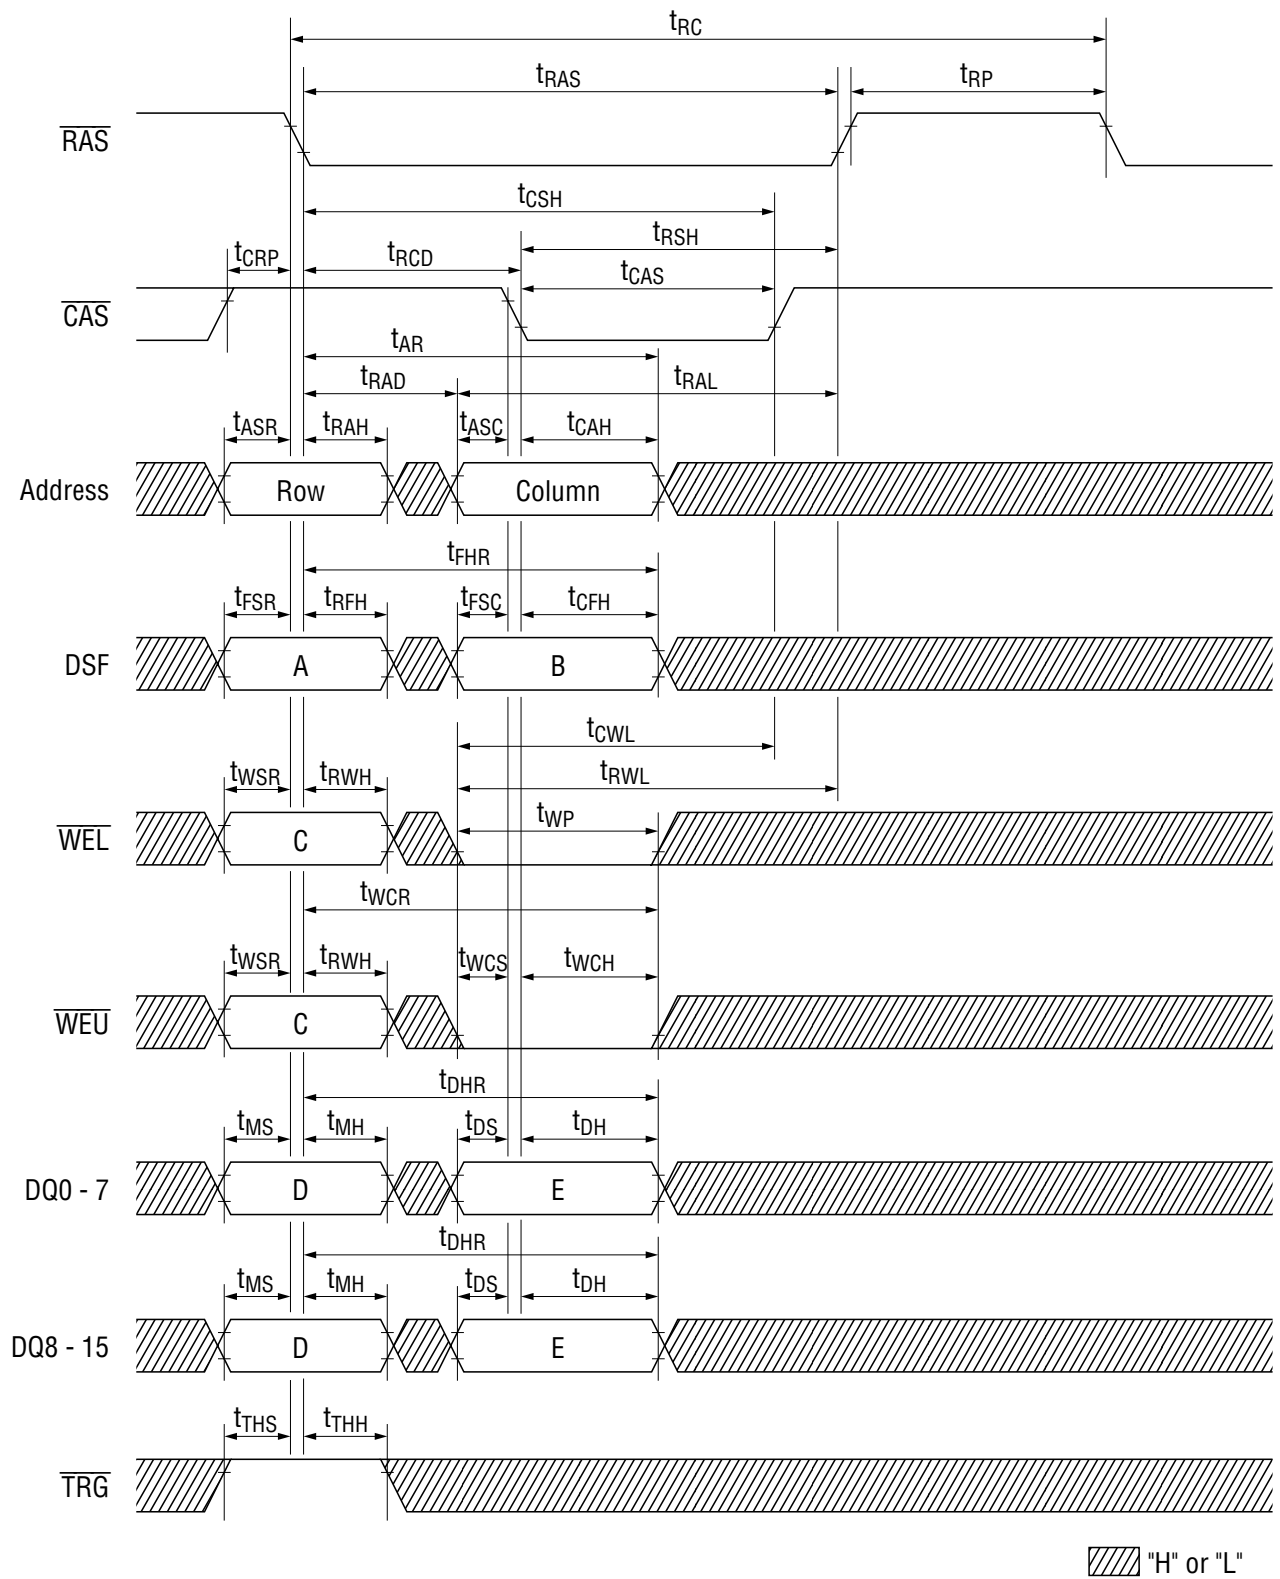 tRC
tRAS tRP
RAS
tCSH
tRSH
tCRP tRCD tCAS
CAS
tAR
tRAD tRAL
tASR tRAH tASC tCAH
Address Row Column
tFHR
tFSR tRFH tFSC tCFH
DSF A B
tCWL
tWSR tRWH tRWL
tWP
WEL C
tWCR
tWSR tRWH tWCS tWCH
WEU C
tDHR
tMS tMH tDS tDH
DQ0 - 7 D E
tDHR
tMS tMH tDS tDH
DQ8 - 15 D E
tTHS tTHH
TRG
"H" or "L"